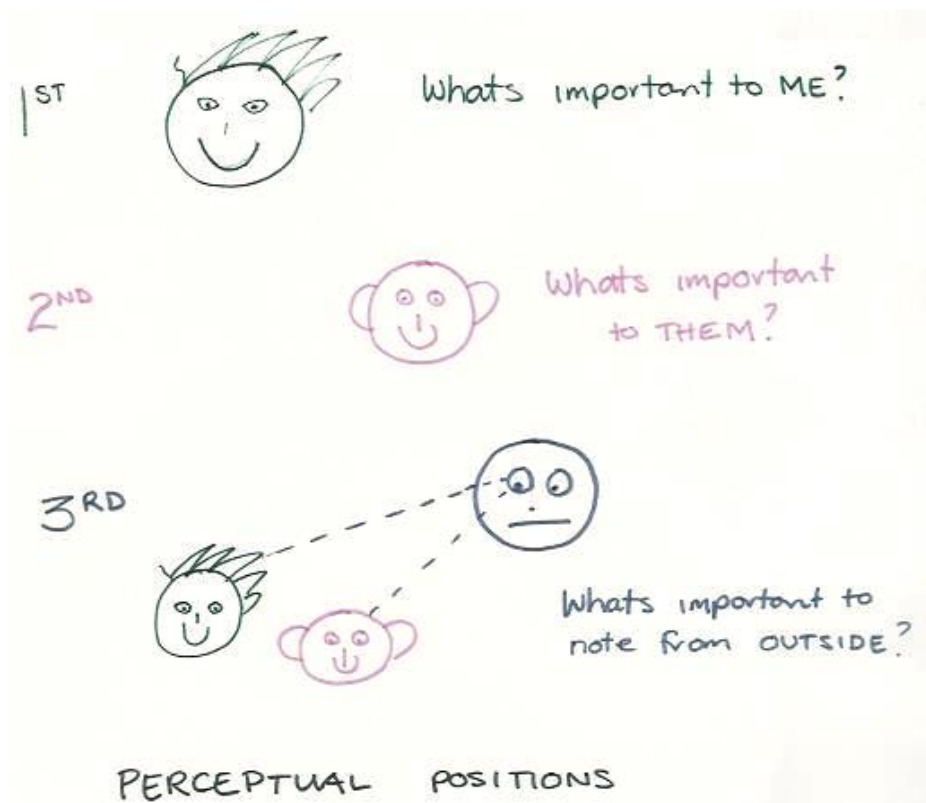 1ST
Whats important to ME?
2ND
Whats important
to THEM?
3RD
Whats important to
note from OUTSIDE?
PERCEPTUAL POSITIONS